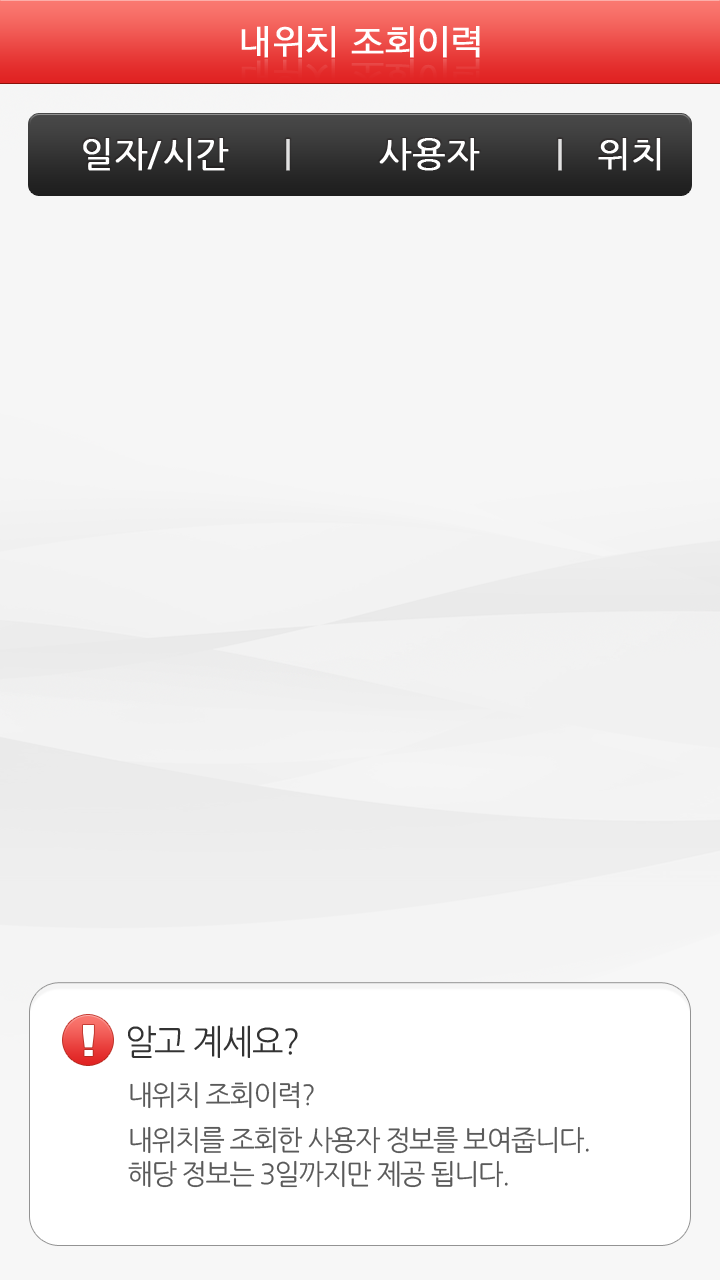 내위치 조회이력
일자/시간 | 사용자 | 위치
알고 계세요?
내위치 조회이력?
내위치를 조회한 사용자 정보를 보여줍니다.
해당 정보는 3일까지만 제공 됩니다.